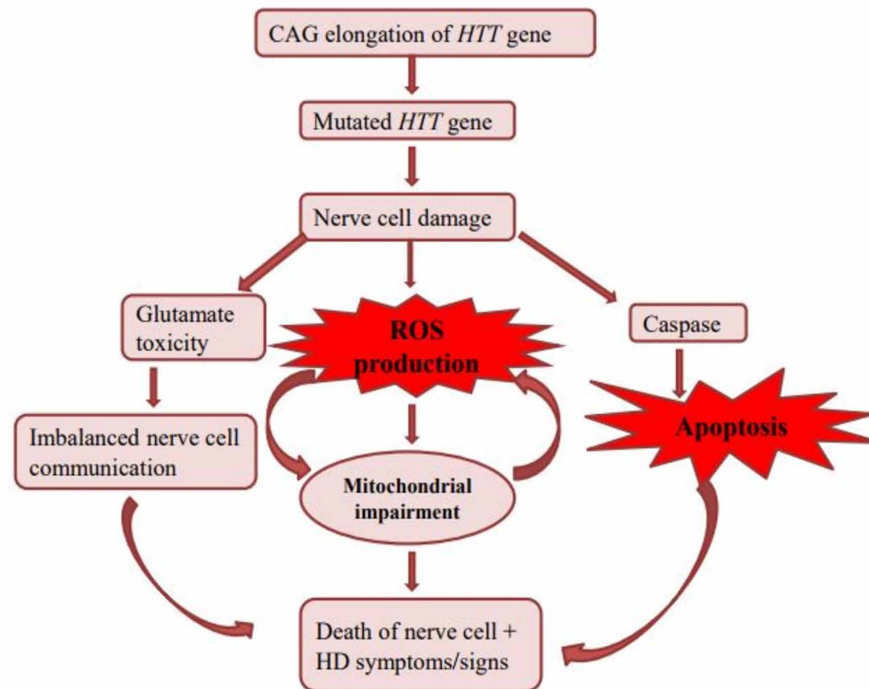 CAG elongation of HTT gene
Mutated HTT gene
Nerve cell damage
Glutamate
toxicity
ROS
production
Caspase
Imbalanced nerve cell
communication
Mitochondrial
impairment
Apoptosis
Death of nerve cell +
HD symptoms/signs